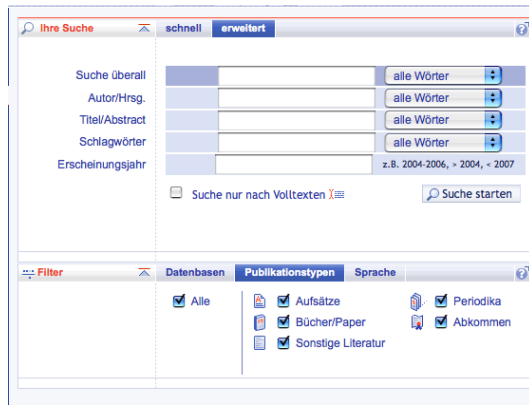 Ihre Suche schnell erweitert
Suche überall alle Wörter
Autor/Hrsg. alle Wörter
Titel/Abstract alle Wörter
Schlagwörter alle Wörter
Erscheinungsjahr z.B. 2004-2006, > 2004, < 2007
Suche nur nach Volltexten Suche starten
Filter Datenbasen Publikationstypen Sprache
Alle Aufsätze Periodika
Bücher/Paper Abkommen
Sonstige Literatur